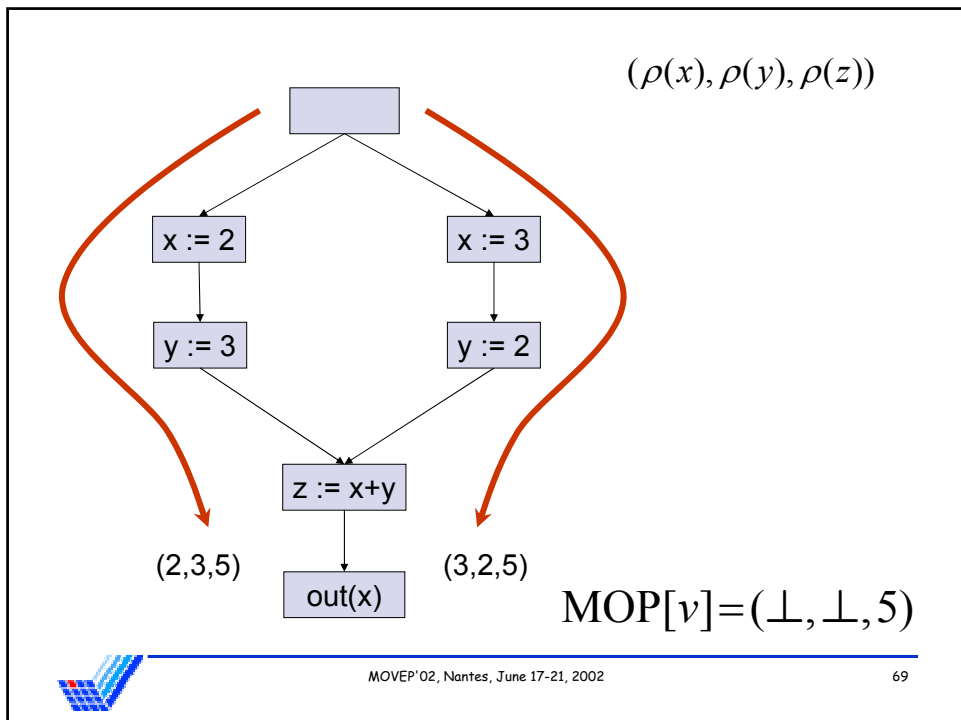 (ρ(x), ρ(y), ρ(z))
x := 2
x := 3
y := 3
y := 2
z := x+y
(2,3,5)
(3,2,5)
out(x)
MOP[v]=(⊥,⊥,5)
MOVEP'02, Nantes, June 17-21, 2002
69